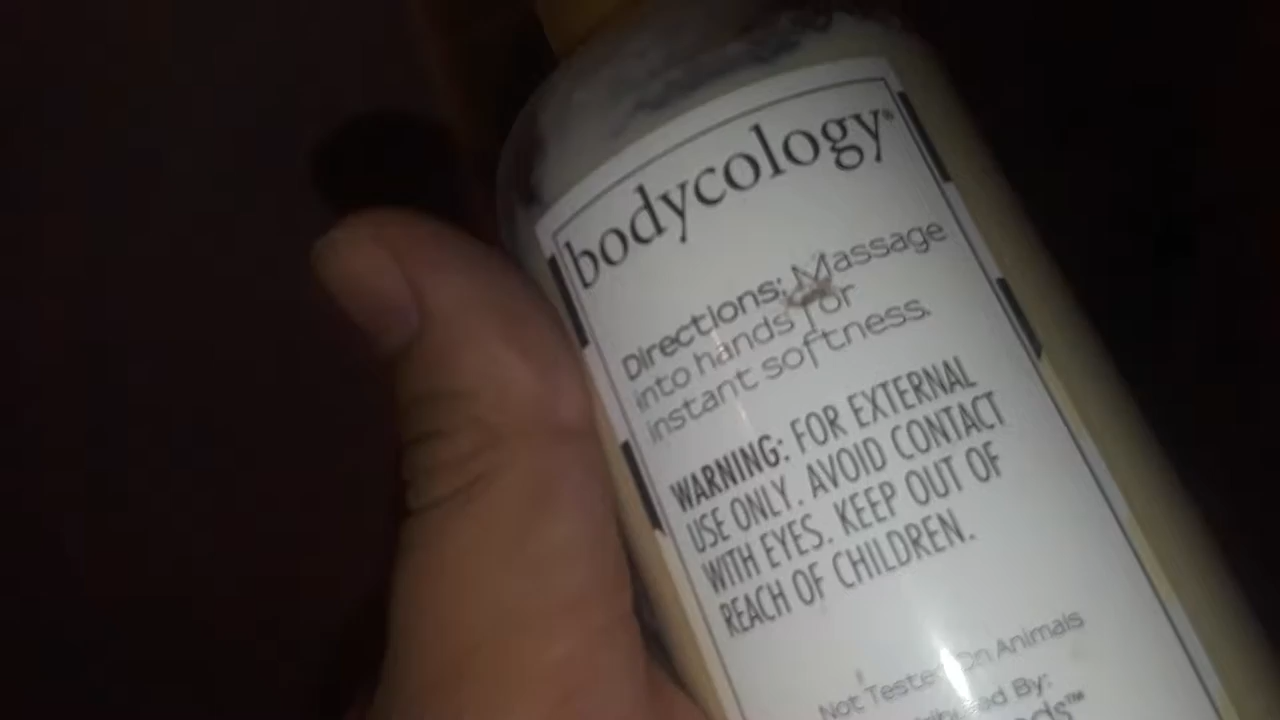 bodycology®
Directions: Massage
into hands for
instant softness.
WARNING: FOR EXTERNAL
USE ONLY. AVOID CONTACT
WITH EYES. KEEP OUT OF
REACH OF CHILDREN.
Not Tested On Animals
By: